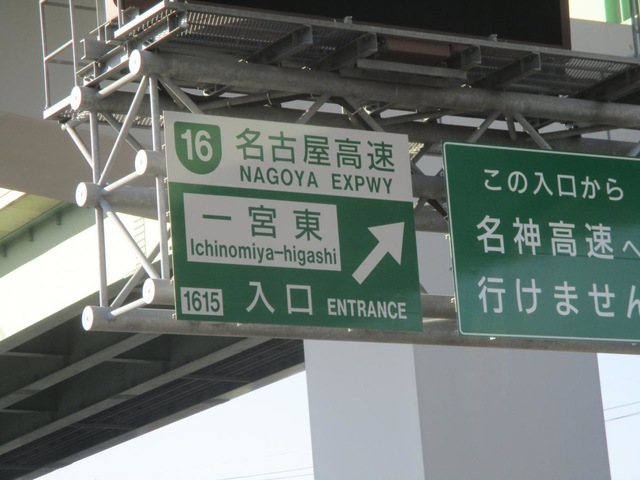 16 名古屋高速
NAGOYA EXPWY
一宮東
Ichinomiya-higashi
1615 入口 ENTRANCE
この入口から
名神高速へ
行けません